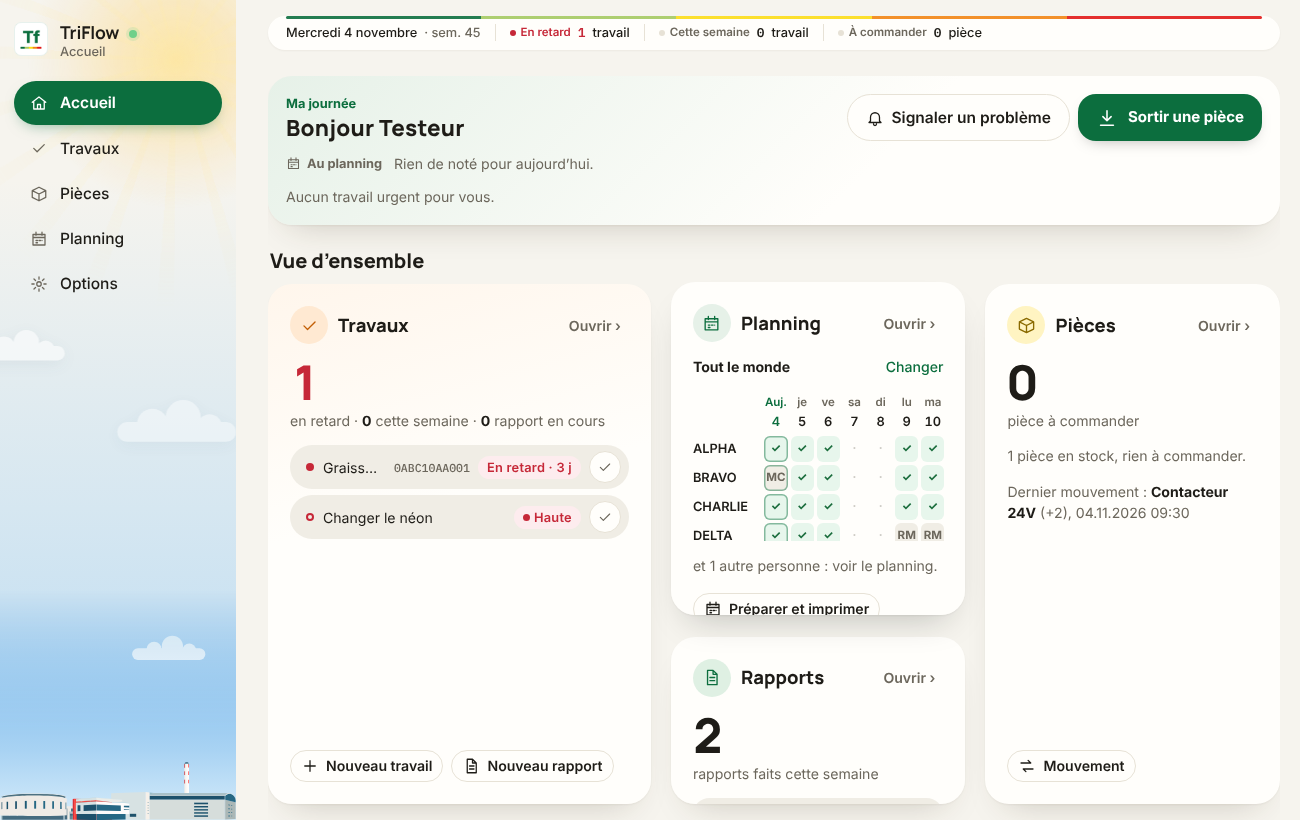 Tf
TriFlow
Accueil
Accueil
Travaux
Pièces
Planning
Options
Mercredi 4 novembre · sem. 45 En retard 1 travail Cette semaine 0 travail À commander 0 pièce
Ma journée
Bonjour Testeur
Au planning Rien de noté pour aujourd’hui.
Aucun travail urgent pour vous.
Signaler un problème
Sortir une pièce
Vue d’ensemble
Travaux
Ouvrir ›
1
en retard · 0 cette semaine · 0 rapport en cours
Graiss… 0ABC10AA001 En retard · 3 j
Changer le néon Haute
Nouveau travail
Nouveau rapport
Planning
Ouvrir ›
Tout le monde Changer
Auj. je ve sa di lu ma
4 5 6 7 8 9 10
ALPHA
BRAVO MC
CHARLIE
DELTA RM RM
et 1 autre personne : voir le planning.
Préparer et imprimer
Rapports
Ouvrir ›
2
rapports faits cette semaine
Pièces
Ouvrir ›
0
pièce à commander
1 pièce en stock, rien à commander.
Dernier mouvement : Contacteur
24V (+2), 04.11.2026 09:30
Mouvement